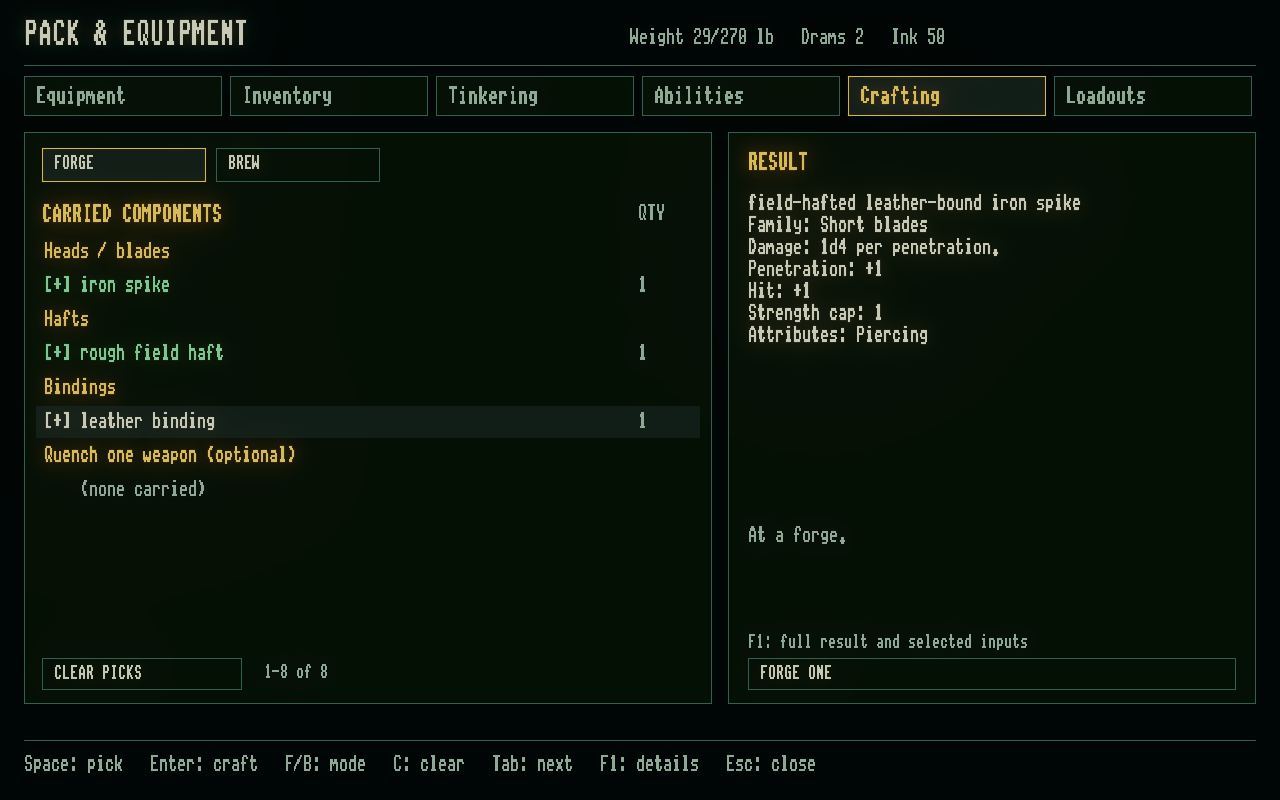 PACK & EQUIPMENT
Weight 29/270 lb Drams 2 Ink 50
Equipment Inventory Tinkering Abilities Crafting Loadouts
FORGE BREW
CARRIED COMPONENTS QTY
Heads / blades
[+] iron spike 1
Hafts
[+] rough field haft 1
Bindings
[+] leather binding 1
Quench one weapon (optional)
(none carried)
CLEAR PICKS 1-8 of 8
RESULT
field-hafted leather-bound iron spike
Family: Short blades
Damage: 1d4 per penetration.
Penetration: +1
Hit: +1
Strength cap: 1
Attributes: Piercing
At a forge.
F1: full result and selected inputs
FORGE ONE
Space: pick Enter: craft F/B: mode C: clear Tab: next F1: details Esc: close